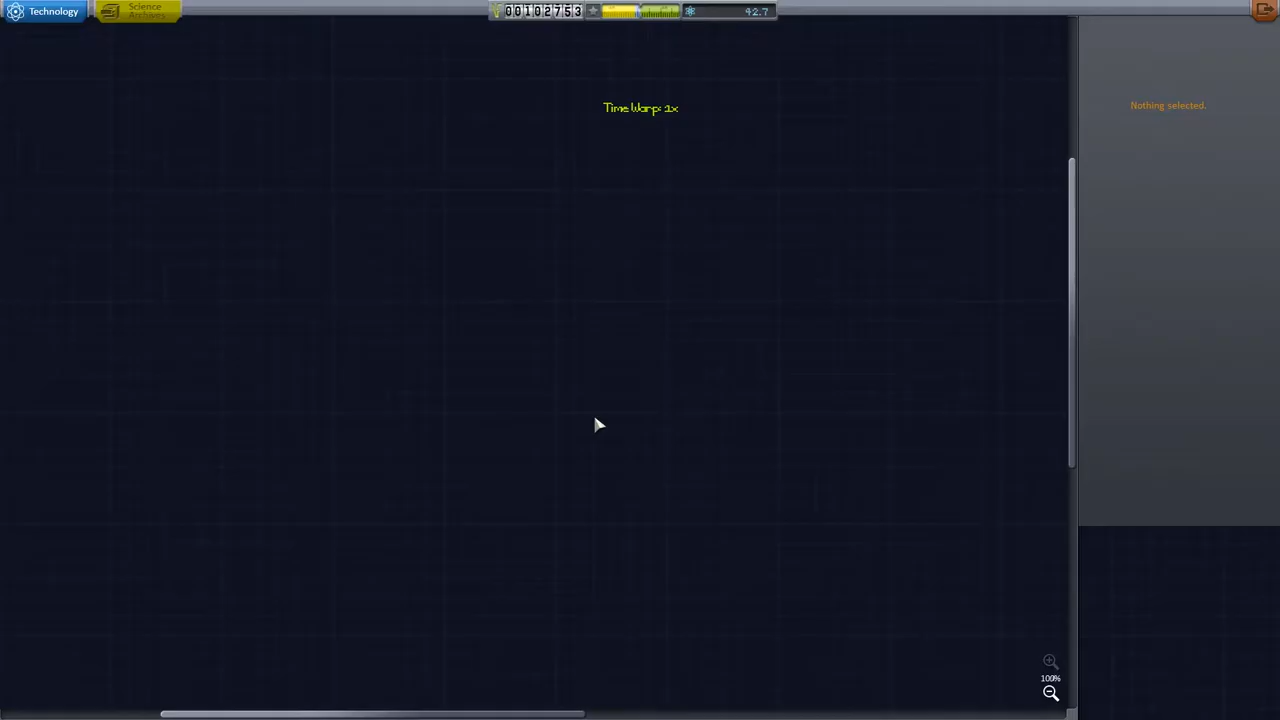 Technology
Science
Archives
00102753
42.7
Time Warp: 1x
Nothing selected.
100%